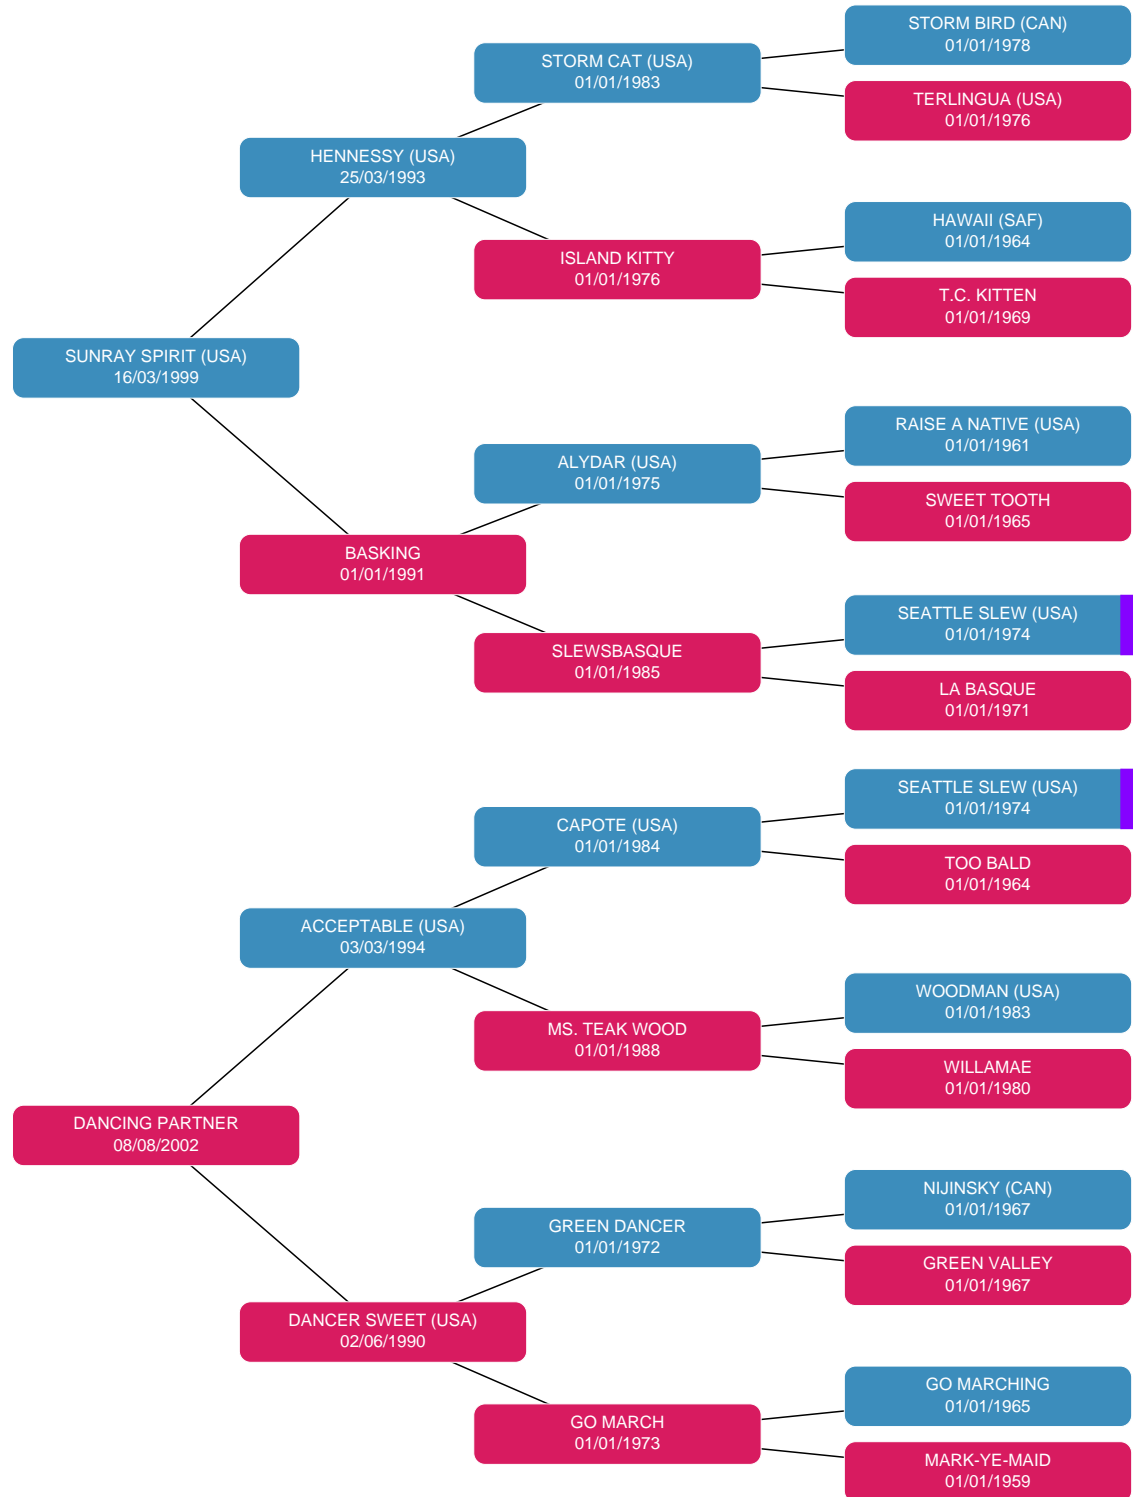 STORM BIRD (CAN)
01/01/1978
STORM CAT (USA)
01/01/1983
TERLINGUA (USA)
01/01/1976
HENNESSY (USA)
25/03/1993
HAWAII (SAF)
01/01/1964
ISLAND KITTY
01/01/1976
T.C. KITTEN
01/01/1969
SUNRAY SPIRIT (USA)
16/03/1999
RAISE A NATIVE (USA)
01/01/1961
ALYDAR (USA)
01/01/1975
SWEET TOOTH
01/01/1965
BASKING
01/01/1991
SEATTLE SLEW (USA)
01/01/1974
SLEWSBASQUE
01/01/1985
LA BASQUE
01/01/1971
SEATTLE SLEW (USA)
01/01/1974
CAPOTE (USA)
01/01/1984
TOO BALD
01/01/1964
ACCEPTABLE (USA)
03/03/1994
WOODMAN (USA)
01/01/1983
MS. TEAK WOOD
01/01/1988
WILLAMAE
01/01/1980
DANCING PARTNER
08/08/2002
NIJINSKY (CAN)
01/01/1967
GREEN DANCER
01/01/1972
GREEN VALLEY
01/01/1967
DANCER SWEET (USA)
02/06/1990
GO MARCHING
01/01/1965
GO MARCH
01/01/1973
MARK-YE-MAID
01/01/1959